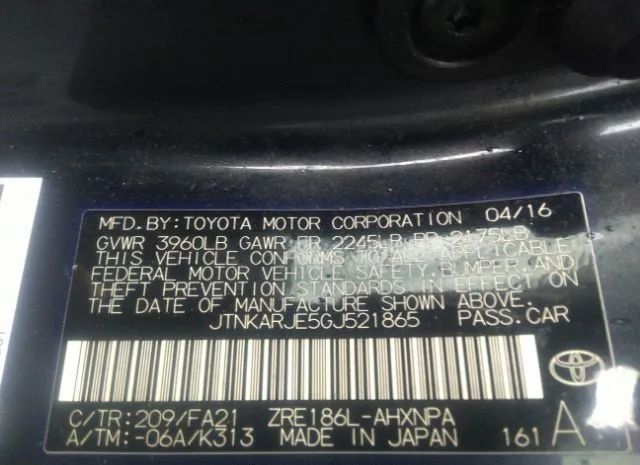 MFD.BY:TOYOTA MOTOR CORPORATION 04/16
GVWR 3960LB GAWR FR 2245LB RR 2175LB
THIS VEHICLE CONFORMS TO ALL APPLICABLE
FEDERAL MOTOR VEHICLE SAFETY,BUMPER,AND
THEFT PREVENTION STANDARDS IN EFFECT ON
THE DATE OF MANUFACTURE SHOWN ABOVE.
JTNKARJE5GJ521865 PASS.CAR
C/TR:209/FA21 ZRE186L-AHXNPA
A/TM:-06A/K313 MADE IN JAPAN 161 A